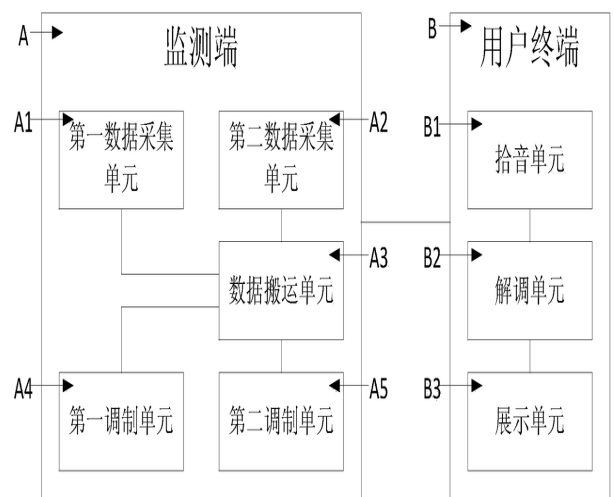 A
监测端
B
用户终端
A1
第一数据采集
单元
第二数据采集
单元
A2
B1
拾音单元
数据搬运单元
A3
B2
解调单元
A4
第一调制单元
第二调制单元
A5
B3
展示单元